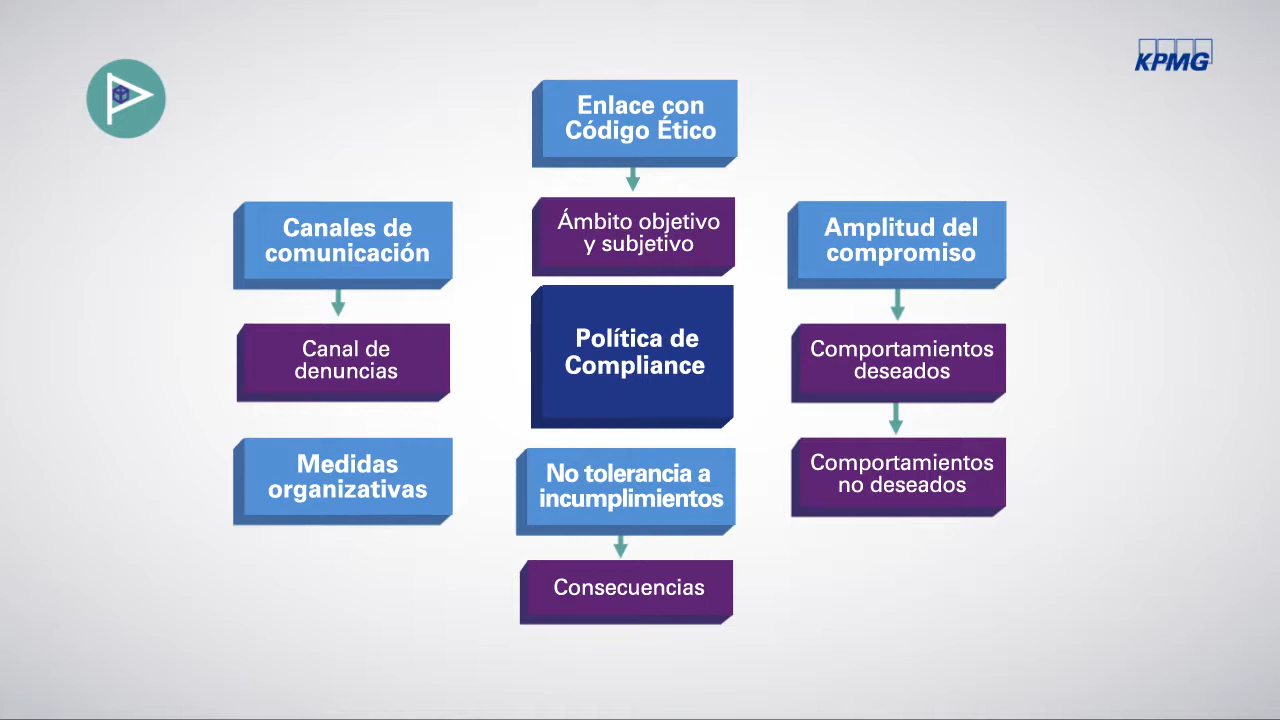 KPMG
Enlace con
Código Ético
Ámbito objetivo
y subjetivo
Canales de
comunicación
Canal de
denuncias
Medidas
organizativas
Política de
Compliance
No tolerancia a
incumplimientos
Consecuencias
Amplitud del
compromiso
Comportamientos
deseados
Comportamientos
no deseados